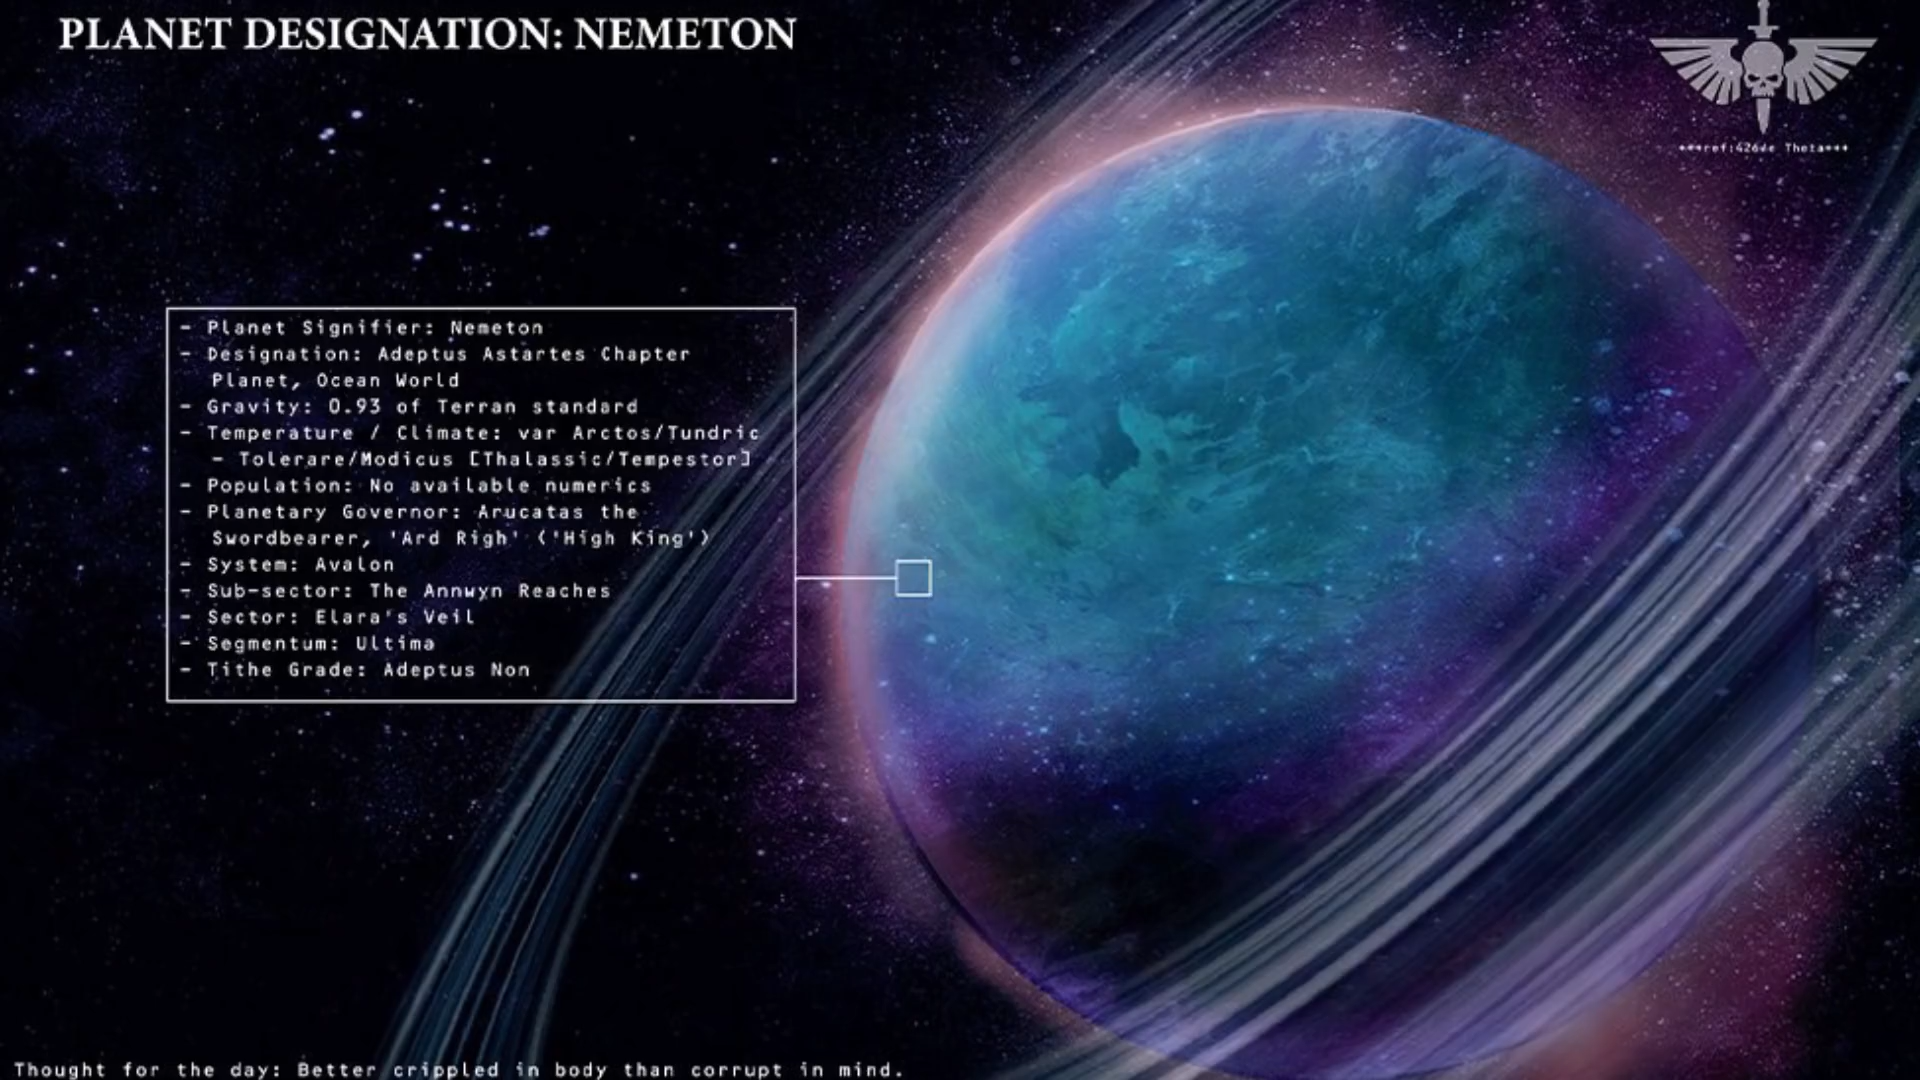 PLANET DESIGNATION: NEMETON
***ref:426de Theta***
- Planet Signifier: Nemeton
- Designation: Adeptus Astartes Chapter
Planet, Ocean World
- Gravity: 0.93 of Terran standard
- Temperature / Climate: var Arctos/Tundric
- Tolerare/Modicus [Thalassic/Tempestor]
- Population: No available numerics
- Planetary Governor: Arucatas the
Swordbearer, 'Ard Righ' ('High King')
- System: Avalon
- Sub-sector: The Annwyn Reaches
- Sector: Elara's Veil
- Segmentum: Ultima
- Tithe Grade: Adeptus Non
Thought for the day: Better crippled in body than corrupt in mind.